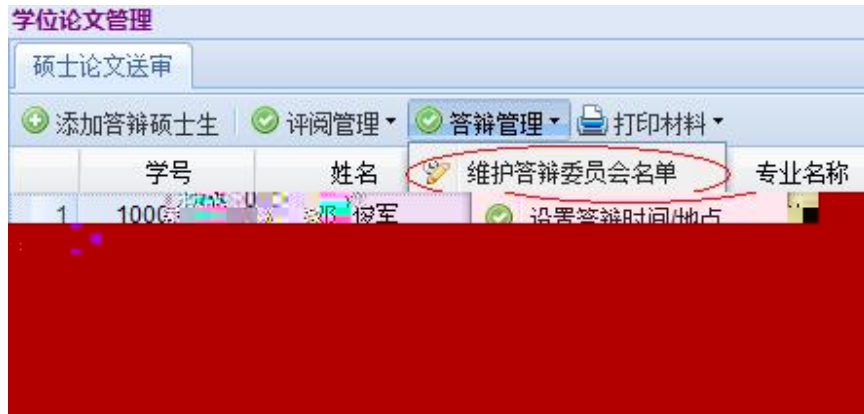 学位论文管理
硕士论文送审
添加答辩硕士生 评阅管理 答辩管理 打印材料
学号 姓名 维护答辩委员会名单 专业名称
1 1000 俊军 设置答辩时间/地点